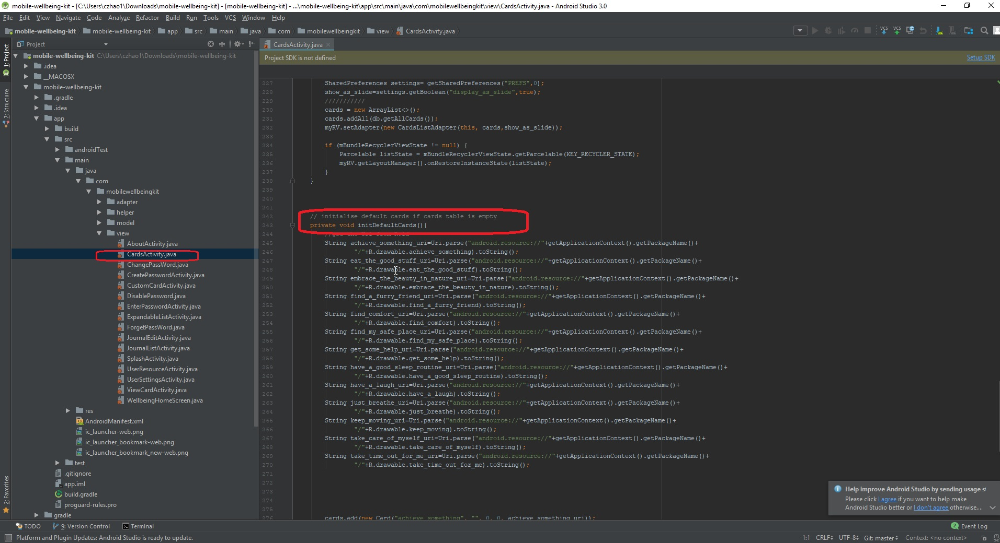 mobile-wellbeing-kit - [C:\Users\czhao1\Downloads\mobile-wellbeing-kit] - [mobile-wellbeing-kit] - ...\mobile-wellbeing-kit\app\src\main\java\com\mobilewellbeingkit\view\CardsActivity.java - Android Studio 3.0
File Edit View Navigate Code Analyze Refactor Build Run Tools VCS Window Help
mobile-wellbeing-kit mobile-wellbeing-kit app src main java com mobilewellbeingkit view CardsActivity.java
VCS VCS
1: Project
7: Structure
2: Favorites
Project
mobile-wellbeing-kit C:\Users\czhao1\Downloads\mobile-wellbeing-kit
.idea
__MACOSX
mobile-wellbeing-kit
.gradle
.idea
app
build
src
androidTest
main
java
com
mobilewellbeingkit
adapter
helper
model
view
AboutActivity.java
CardsActivity.java
ChangePassWord.java
CreatePasswordActivity.java
CustomCardActivity.java
DisablePassword.java
EnterPasswordActivity.java
ExpandableListActivity.java
ForgetPassWord.java
JournalEditActivity.java
JournalListActivity.java
SplashActivity.java
UserResourceActivity.java
UserSettingsActivity.java
ViewCardActivity.java
WellbeingHomeScreen.java
res
AndroidManifest.xml
ic_launcher-web.png
ic_launcher_bookmark-web.png
ic_launcher_bookmark_new-web.png
test
.gitignore
app.iml
build.gradle
proguard-rules.pro
gradle
CardsActivity.java
Project SDK is not defined Setup SDK
227 SharedPreferences settings= getSharedPreferences("PREFS",0);
228 show_as_slide=settings.getBoolean("display_as_slide",true);
229 ///////////
230 cards = new ArrayList<>();
231 cards.addAll(db.getAllCards());
232 myRV.setAdapter(new CardsListAdapter(this, cards,show_as_slide));
233
234 if (mBundleRecyclerViewState != null) {
235 Parcelable listState = mBundleRecyclerViewState.getParcelable(KEY_RECYCLER_STATE);
236 myRV.getLayoutManager().onRestoreInstanceState(listState);
237 }
238 }
239
240
241
242 // initialise default cards if cards table is empty
243 private void initDefaultCards(){
244 //get the Uri from R.id
245 String achieve_something_uri=Uri.parse("android.resource://"+getApplicationContext().getPackageName()+
246 "/"+R.drawable.achieve_something).toString();
247 String eat_the_good_stuff_uri=Uri.parse("android.resource://"+getApplicationContext().getPackageName()+
248 "/"+R.drawable.eat_the_good_stuff).toString();
249 String embrace_the_beauty_in_nature_uri=Uri.parse("android.resource://"+getApplicationContext().getPackageName()+
250 "/"+R.drawable.embrace_the_beauty_in_nature).toString();
251 String find_a_furry_friend_uri=Uri.parse("android.resource://"+getApplicationContext().getPackageName()+
252 "/"+R.drawable.find_a_furry_friend).toString();
253 String find_comfort_uri=Uri.parse("android.resource://"+getApplicationContext().getPackageName()+
254 "/"+R.drawable.find_comfort).toString();
255 String find_my_safe_place_uri=Uri.parse("android.resource://"+getApplicationContext().getPackageName()+
256 "/"+R.drawable.find_my_safe_place).toString();
257 String get_some_help_uri=Uri.parse("android.resource://"+getApplicationContext().getPackageName()+
258 "/"+R.drawable.get_some_help).toString();
259 String have_a_good_sleep_routine_uri=Uri.parse("android.resource://"+getApplicationContext().getPackageName()+
260 "/"+R.drawable.have_a_good_sleep_routine).toString();
261 String have_a_laugh_uri=Uri.parse("android.resource://"+getApplicationContext().getPackageName()+
262 "/"+R.drawable.have_a_laugh).toString();
263 String just_breathe_uri=Uri.parse("android.resource://"+getApplicationContext().getPackageName()+
264 "/"+R.drawable.just_breathe).toString();
265 String keep_moving_uri=Uri.parse("android.resource://"+getApplicationContext().getPackageName()+
266 "/"+R.drawable.keep_moving).toString();
267 String take_care_of_myself_uri=Uri.parse("android.resource://"+getApplicationContext().getPackageName()+
268 "/"+R.drawable.take_care_of_myself).toString();
269 String take_time_out_for_me_uri=Uri.parse("android.resource://"+getApplicationContext().getPackageName()+
270 "/"+R.drawable.take_time_out_for_me).toString();
271
272
273
274
275
276 cards.add(new Card("achieve something", "", 0, 0, achieve_something_uri));
Help improve Android Studio by sending usage st
Please click I agree if you want to help make
Android Studio better or I don't agree otherwise....
TODO 9: Version Control Terminal 2 Event Log
Platform and Plugin Updates: Android Studio is ready to update. 1:1 CRLF UTF-8 Git: master Context: <no context>